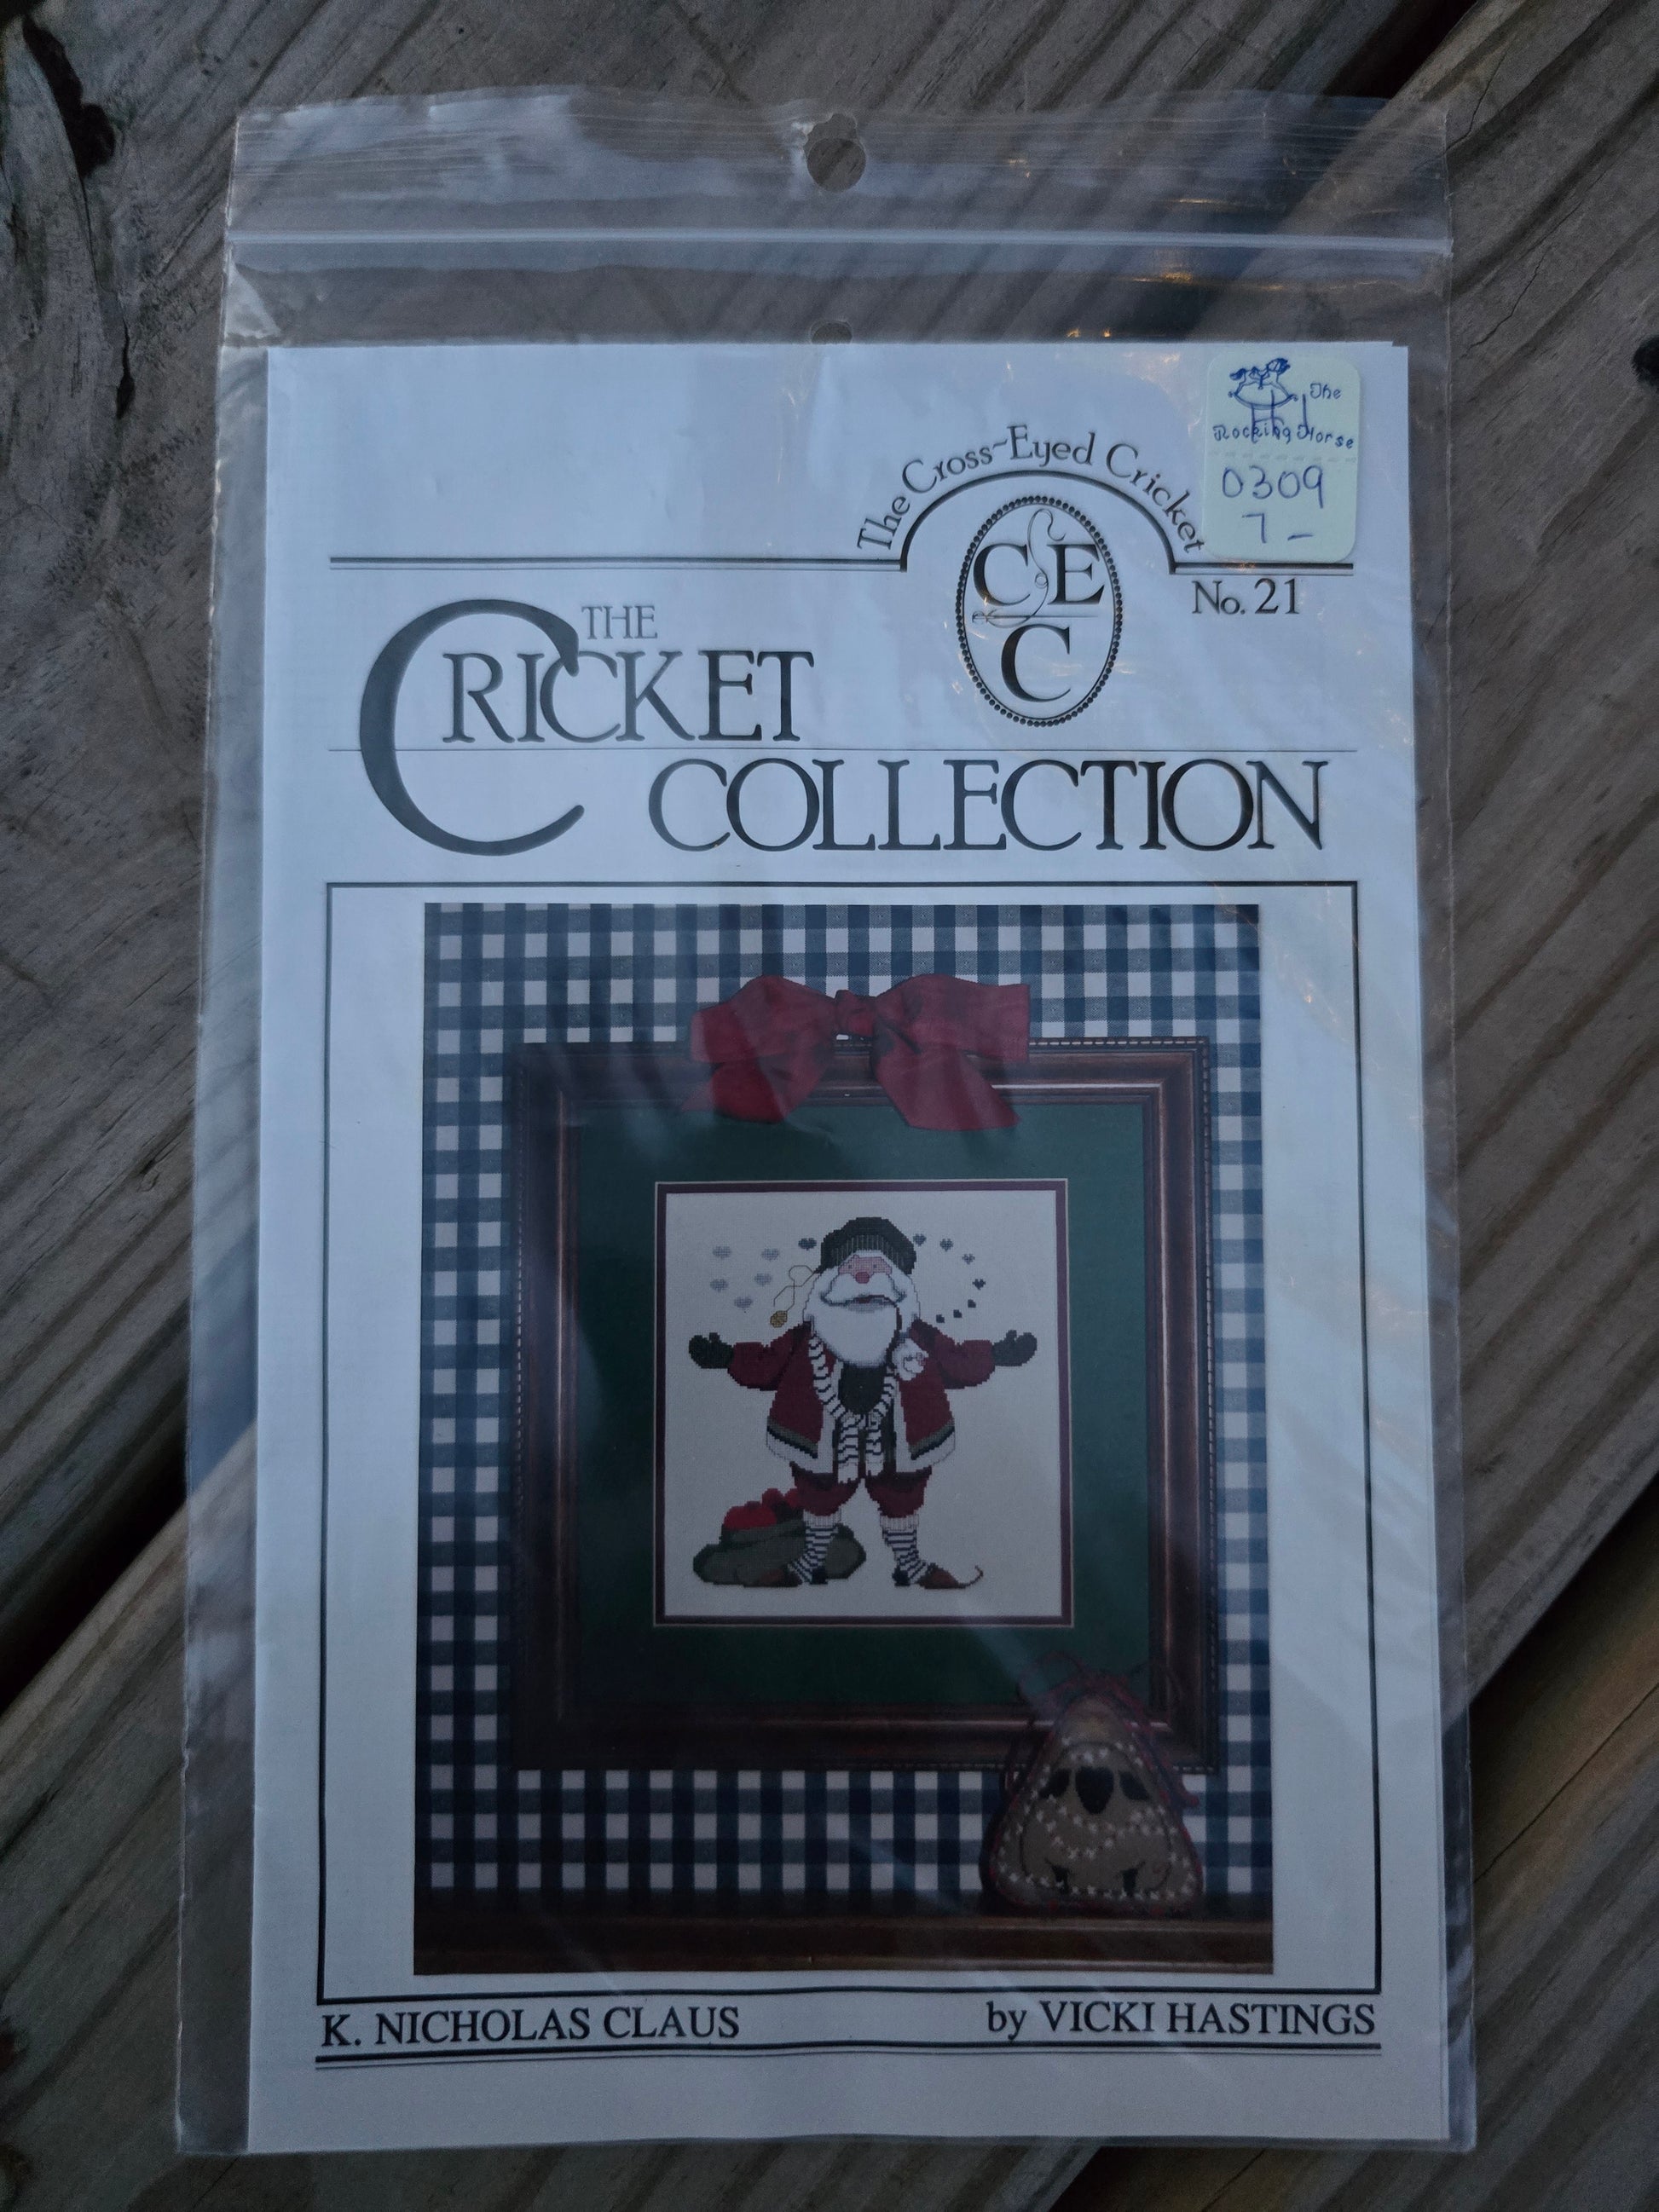 The
Rocking Horse
0309
7-
The Cross-Eyed Cricket
CEC
No. 21
THE
CRICKET
COLLECTION
K. NICHOLAS CLAUS
by VICKI HASTINGS